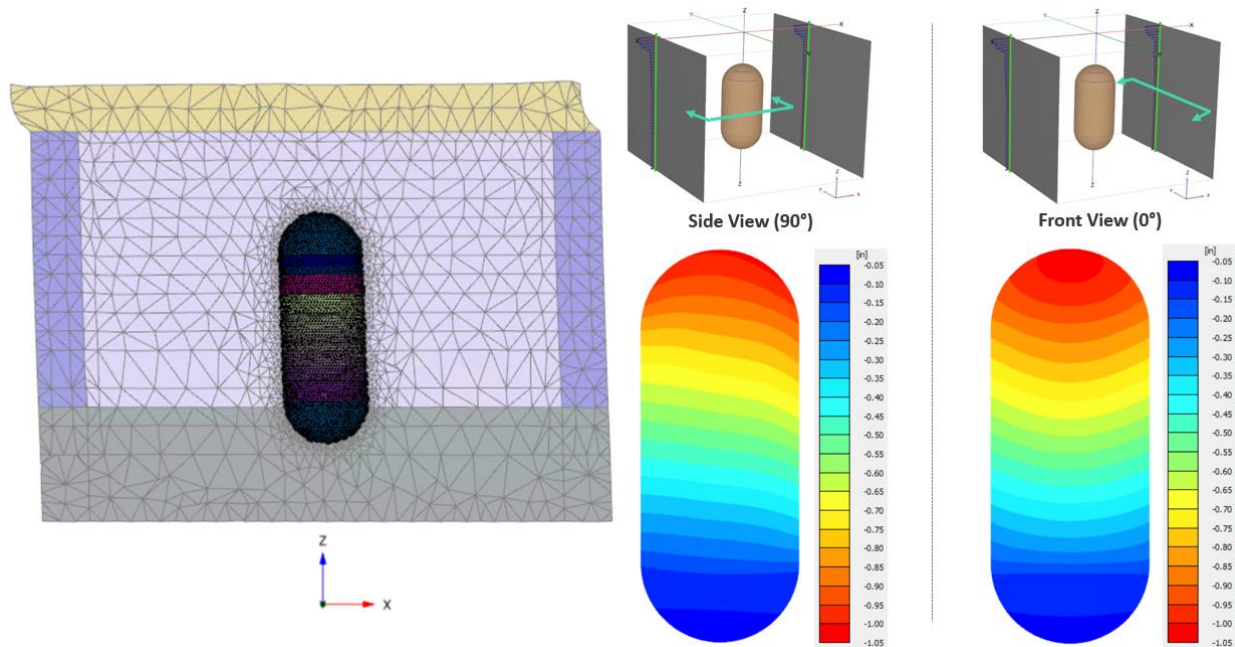 Z
X
Z
X
Y
Z
X
Y
Z
X
Z
X
Y
Z
X
Y
Side View (90°)
Front View (0°)
[in]
-0.05
-0.10
-0.15
-0.20
-0.25
-0.30
-0.35
-0.40
-0.45
-0.50
-0.55
-0.60
-0.65
-0.70
-0.75
-0.80
-0.85
-0.90
-0.95
-1.00
-1.05
[in]
-0.05
-0.10
-0.15
-0.20
-0.25
-0.30
-0.35
-0.40
-0.45
-0.50
-0.55
-0.60
-0.65
-0.70
-0.75
-0.80
-0.85
-0.90
-0.95
-1.00
-1.05
Z
X